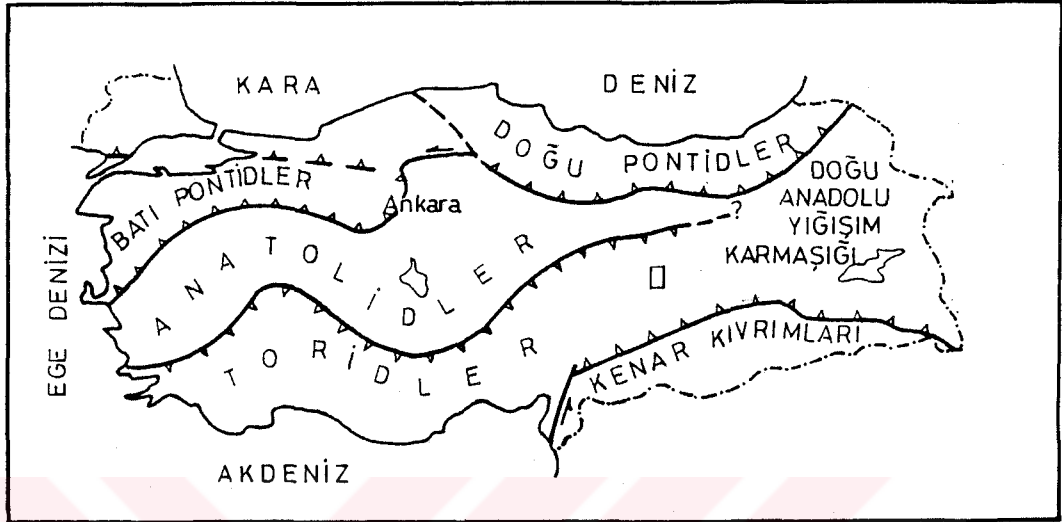 KARA
DENİZ
DOĞU PONTİDLER
DOĞU
ANADOLU
YIĞIŞIM
KARMAŞIĞI
BATI PONTİDLER
Ankara
ANATOLİDLER
?
EGE DENİZİ
TORİDLER
KENAR KIVRIMLARI
AKDENİZ